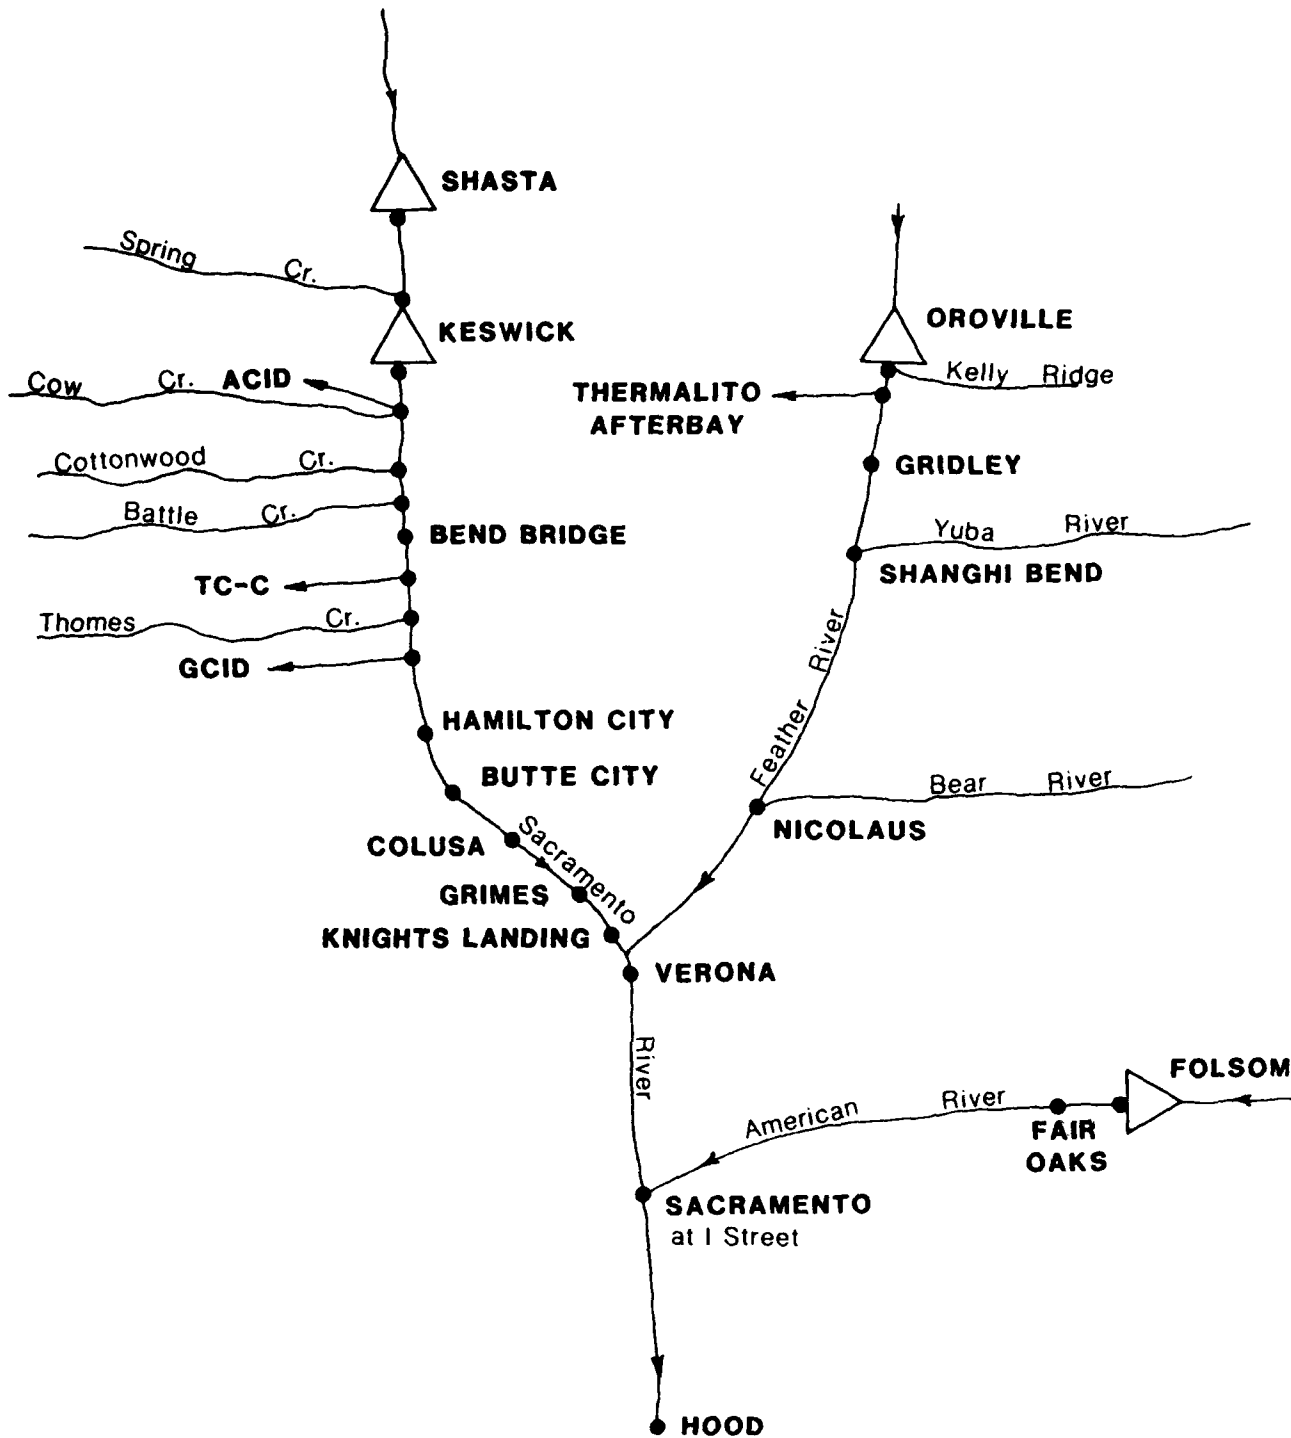 SHASTA
Spring Cr.
KESWICK
OROVILLE
Cow Cr. ACID
Kelly Ridge
THERMALITO
AFTERBAY
Cottonwood Cr.
GRIDLEY
Battle Cr.
BEND BRIDGE
Yuba River
SHANGHI BEND
TC-C
Thomes Cr.
GCID
Feather River
HAMILTON CITY
BUTTE CITY
Bear River
NICOLAUS
COLUSA
Sacramento
GRIMES
KNIGHTS LANDING
VERONA
River
FOLSOM
American River
FAIR
OAKS
SACRAMENTO
at I Street
HOOD